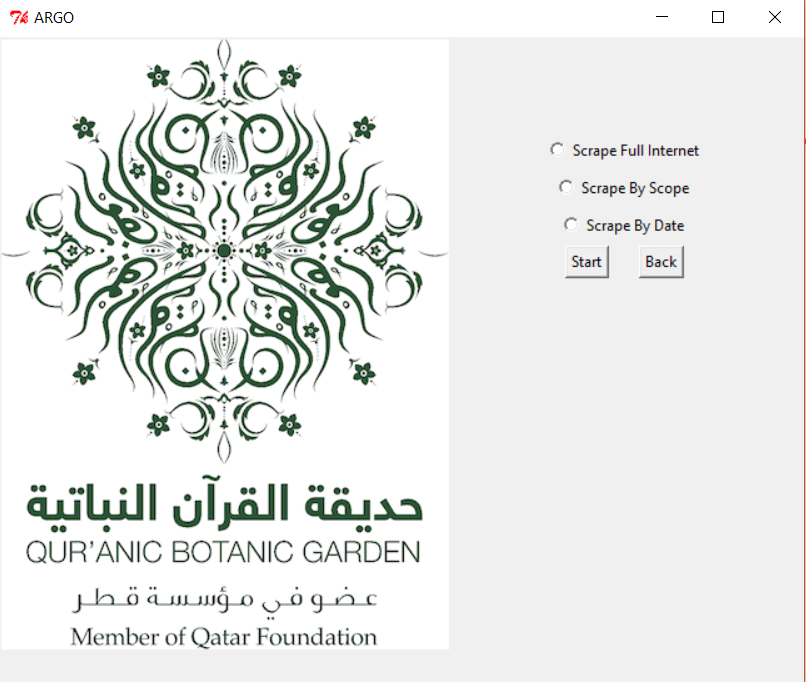 ARGO
Scrape Full Internet
Scrape By Scope
Scrape By Date
Start Back
حديقة القرآن النباتية
QUR'ANIC BOTANIC GARDEN
عضو في مؤسسة قطر
Member of Qatar Foundation